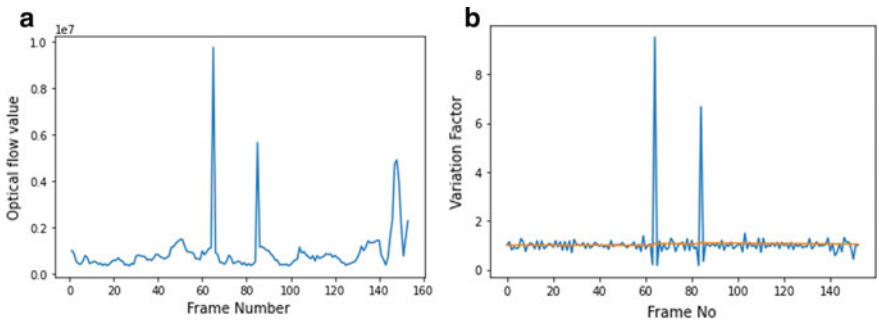 a
1e7
1.0
0.8
0.6
0.4
0.2
0.0
Optical flow value
0 20 40 60 80 100 120 140 160
Frame Number
b
8
6
4
2
0
Variation Factor
0 20 40 60 80 100 120 140
Frame No